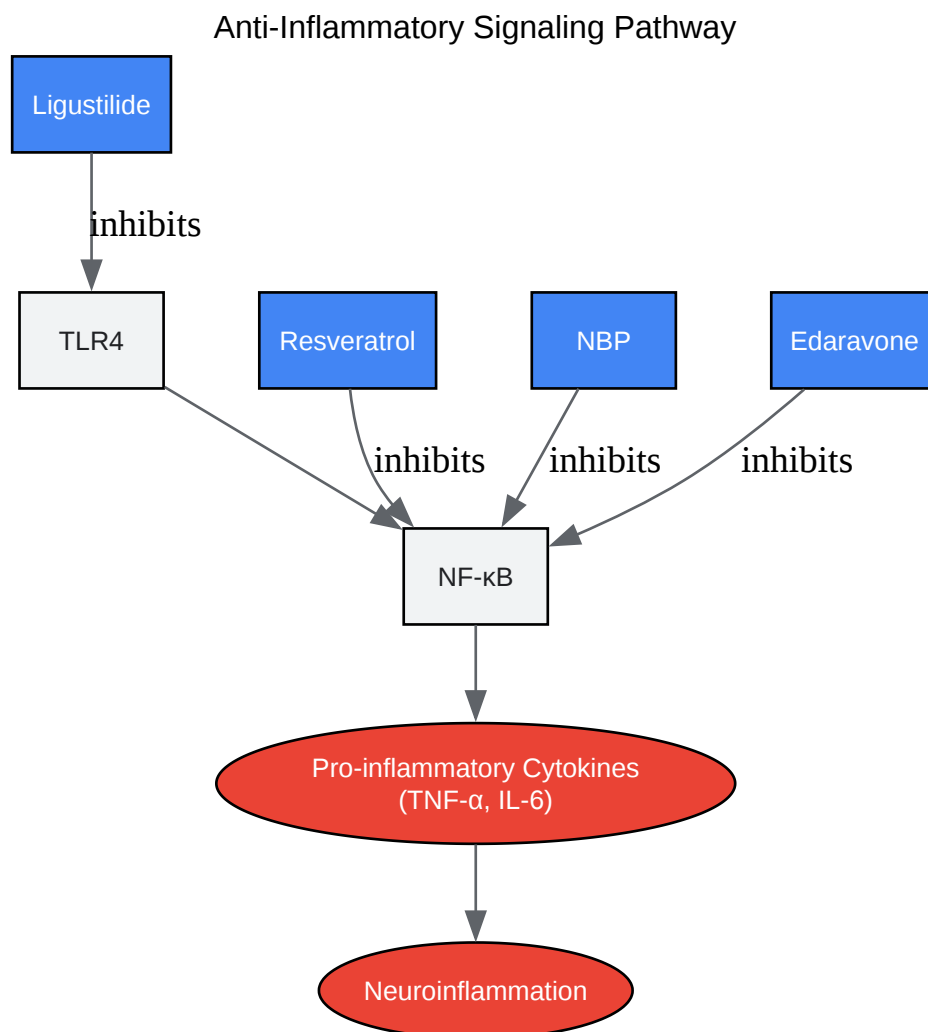 Anti-Inflammatory Signaling Pathway
Ligustilide
inhibits
TLR4
Resveratrol
NBP
Edaravone
inhibits
inhibits
inhibits
NF-κB
Pro-inflammatory Cytokines
(TNF-α, IL-6)
Neuroinflammation